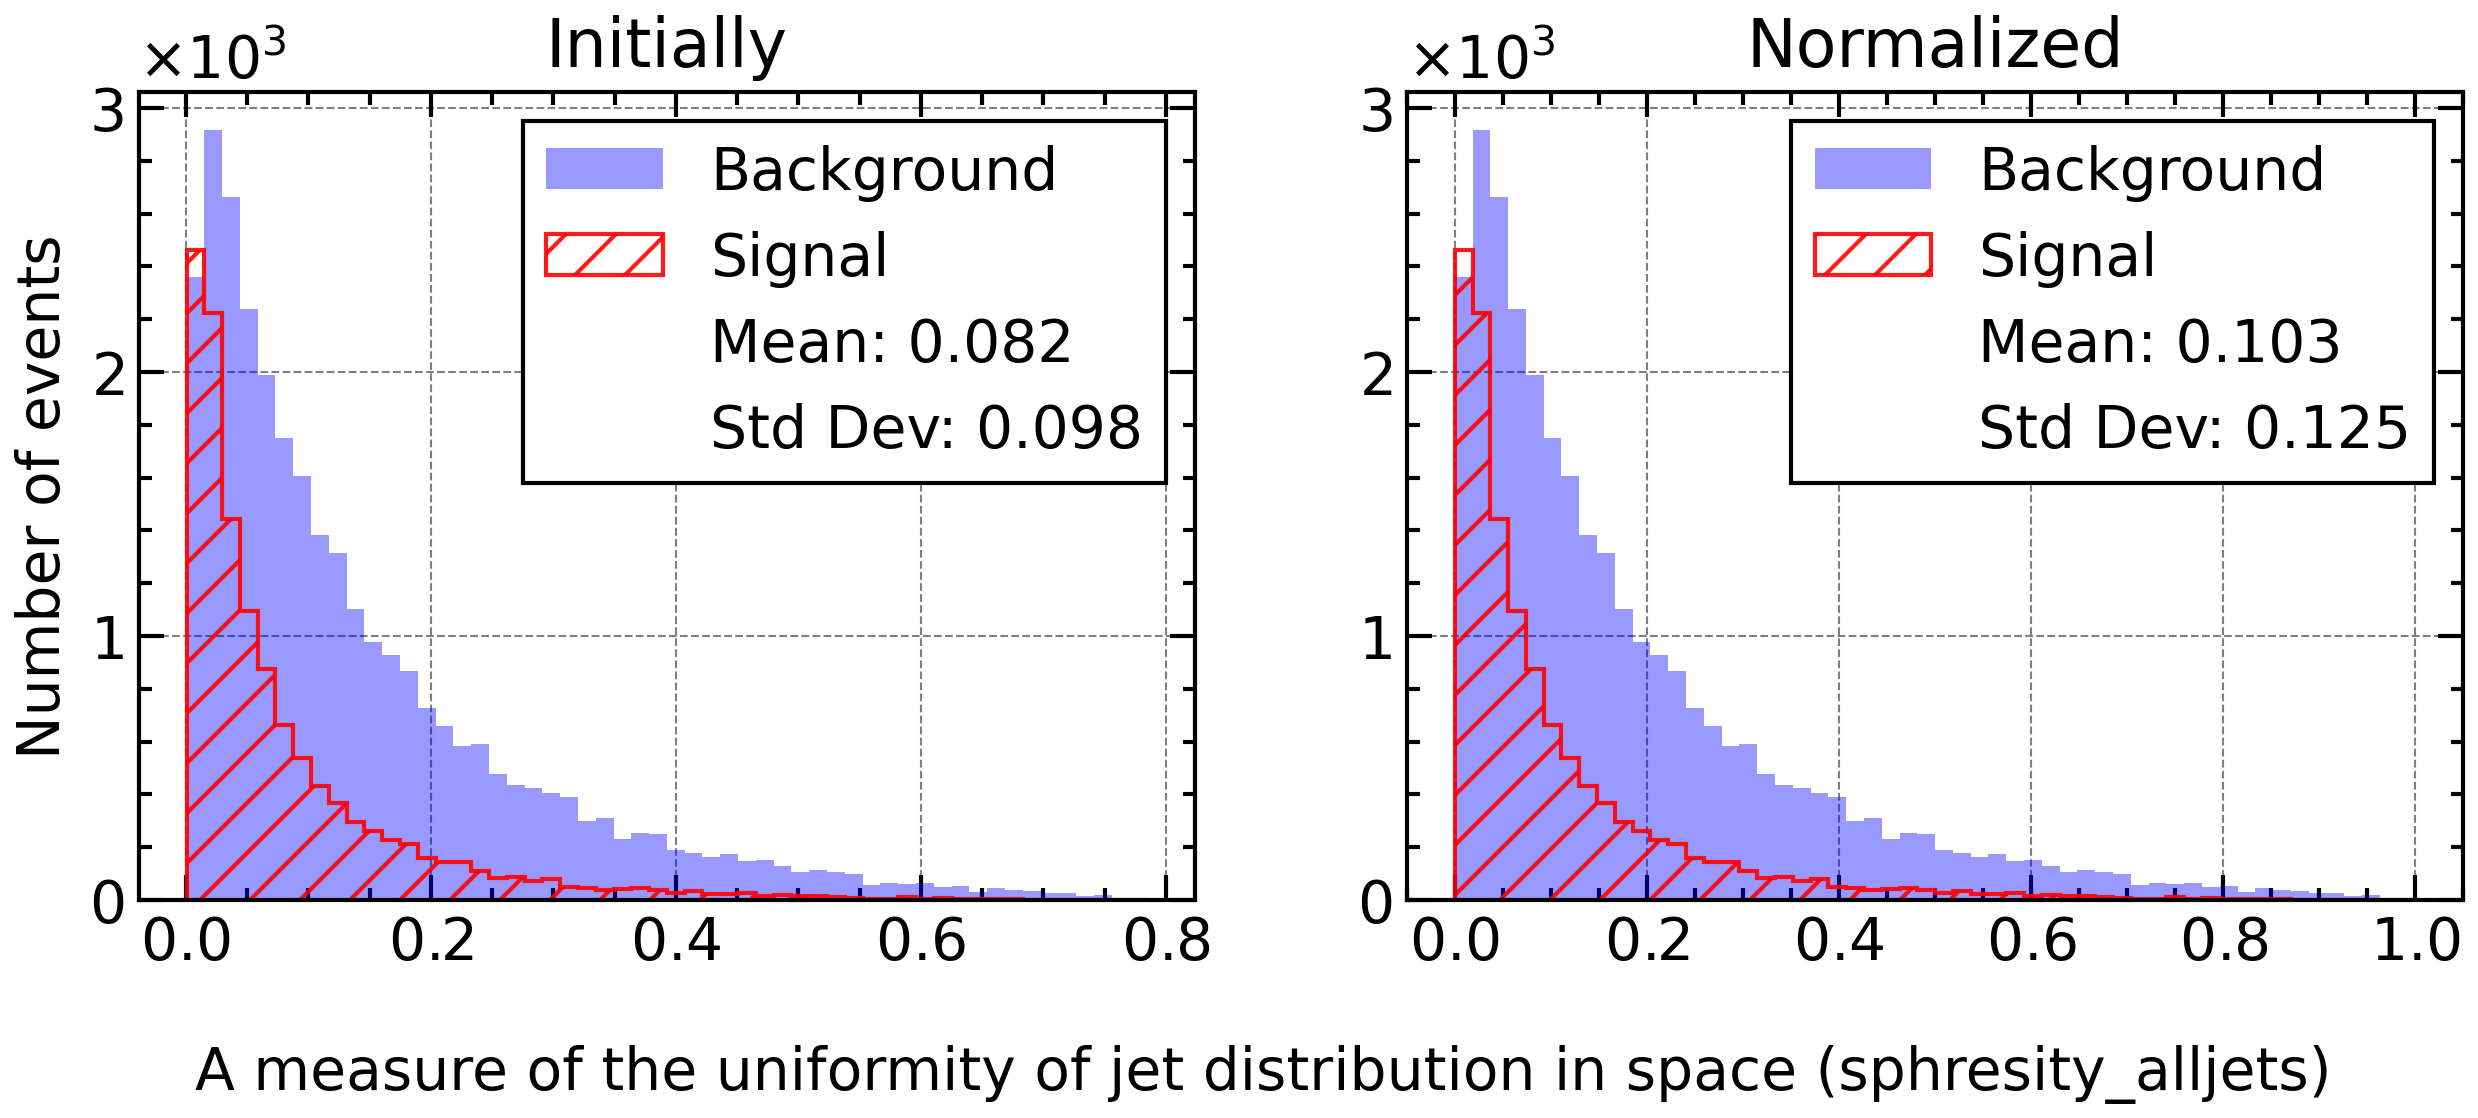 Initially
×10³
3
2
1
0
Number of events
Background
Signal
Mean: 0.082
Std Dev: 0.098
0.0 0.2 0.4 0.6 0.8
Normalized
×10³
3
2
1
0
Background
Signal
Mean: 0.103
Std Dev: 0.125
0.0 0.2 0.4 0.6 0.8 1.0
A measure of the uniformity of jet distribution in space (sphresity_alljets)